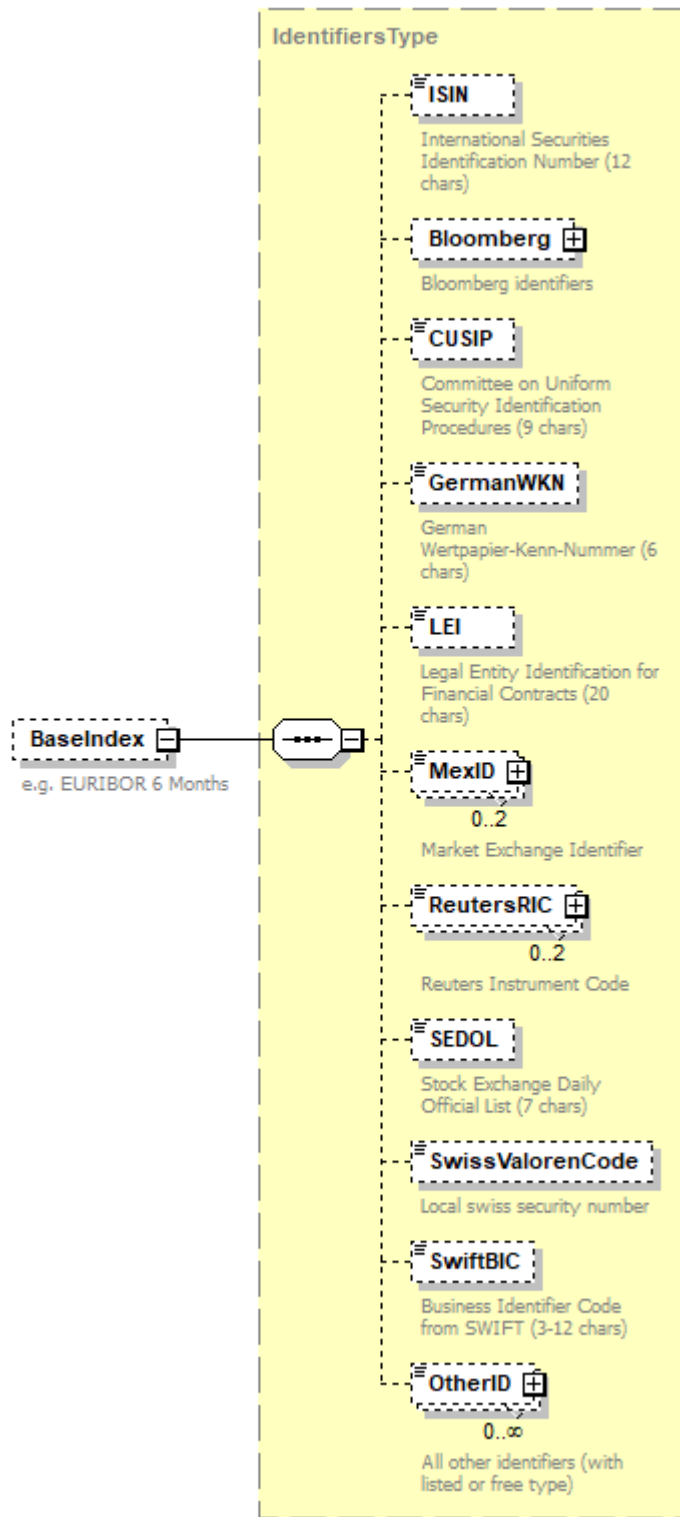 IdentifiersType
ISIN
International Securities
Identification Number (12
chars)
Bloomberg
Bloomberg identifiers
CUSIP
Committee on Uniform
Security Identification
Procedures (9 chars)
GermanWKN
German
Wertpapier-Kenn-Nummer (6
chars)
LEI
Legal Entity Identification for
Financial Contracts (20
chars)
BaseIndex
e.g. EURIBOR 6 Months
MexID
0..2
Market Exchange Identifier
ReutersRIC
0..2
Reuters Instrument Code
SEDOL
Stock Exchange Daily
Official List (7 chars)
SwissValorenCode
Local swiss security number
SwiftBIC
Business Identifier Code
from SWIFT (3-12 chars)
OtherID
0..∞
All other identifiers (with
listed or free type)